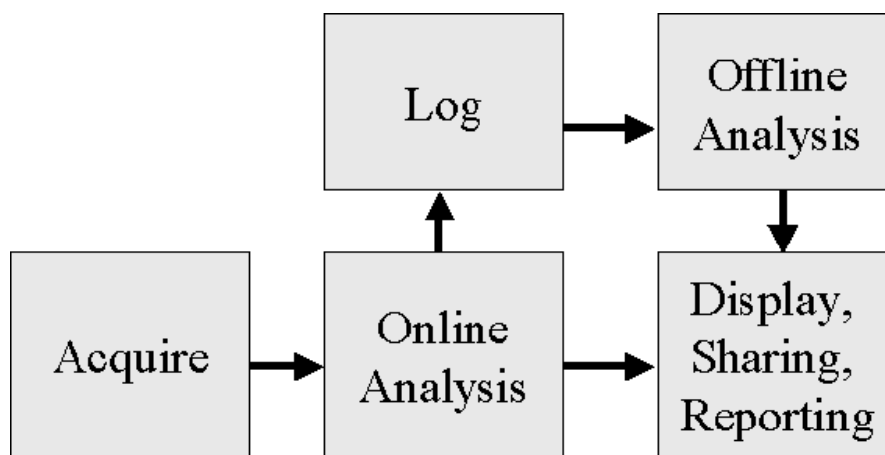 Log
Offline
Analysis
Acquire
Online
Analysis
Display,
Sharing,
Reporting